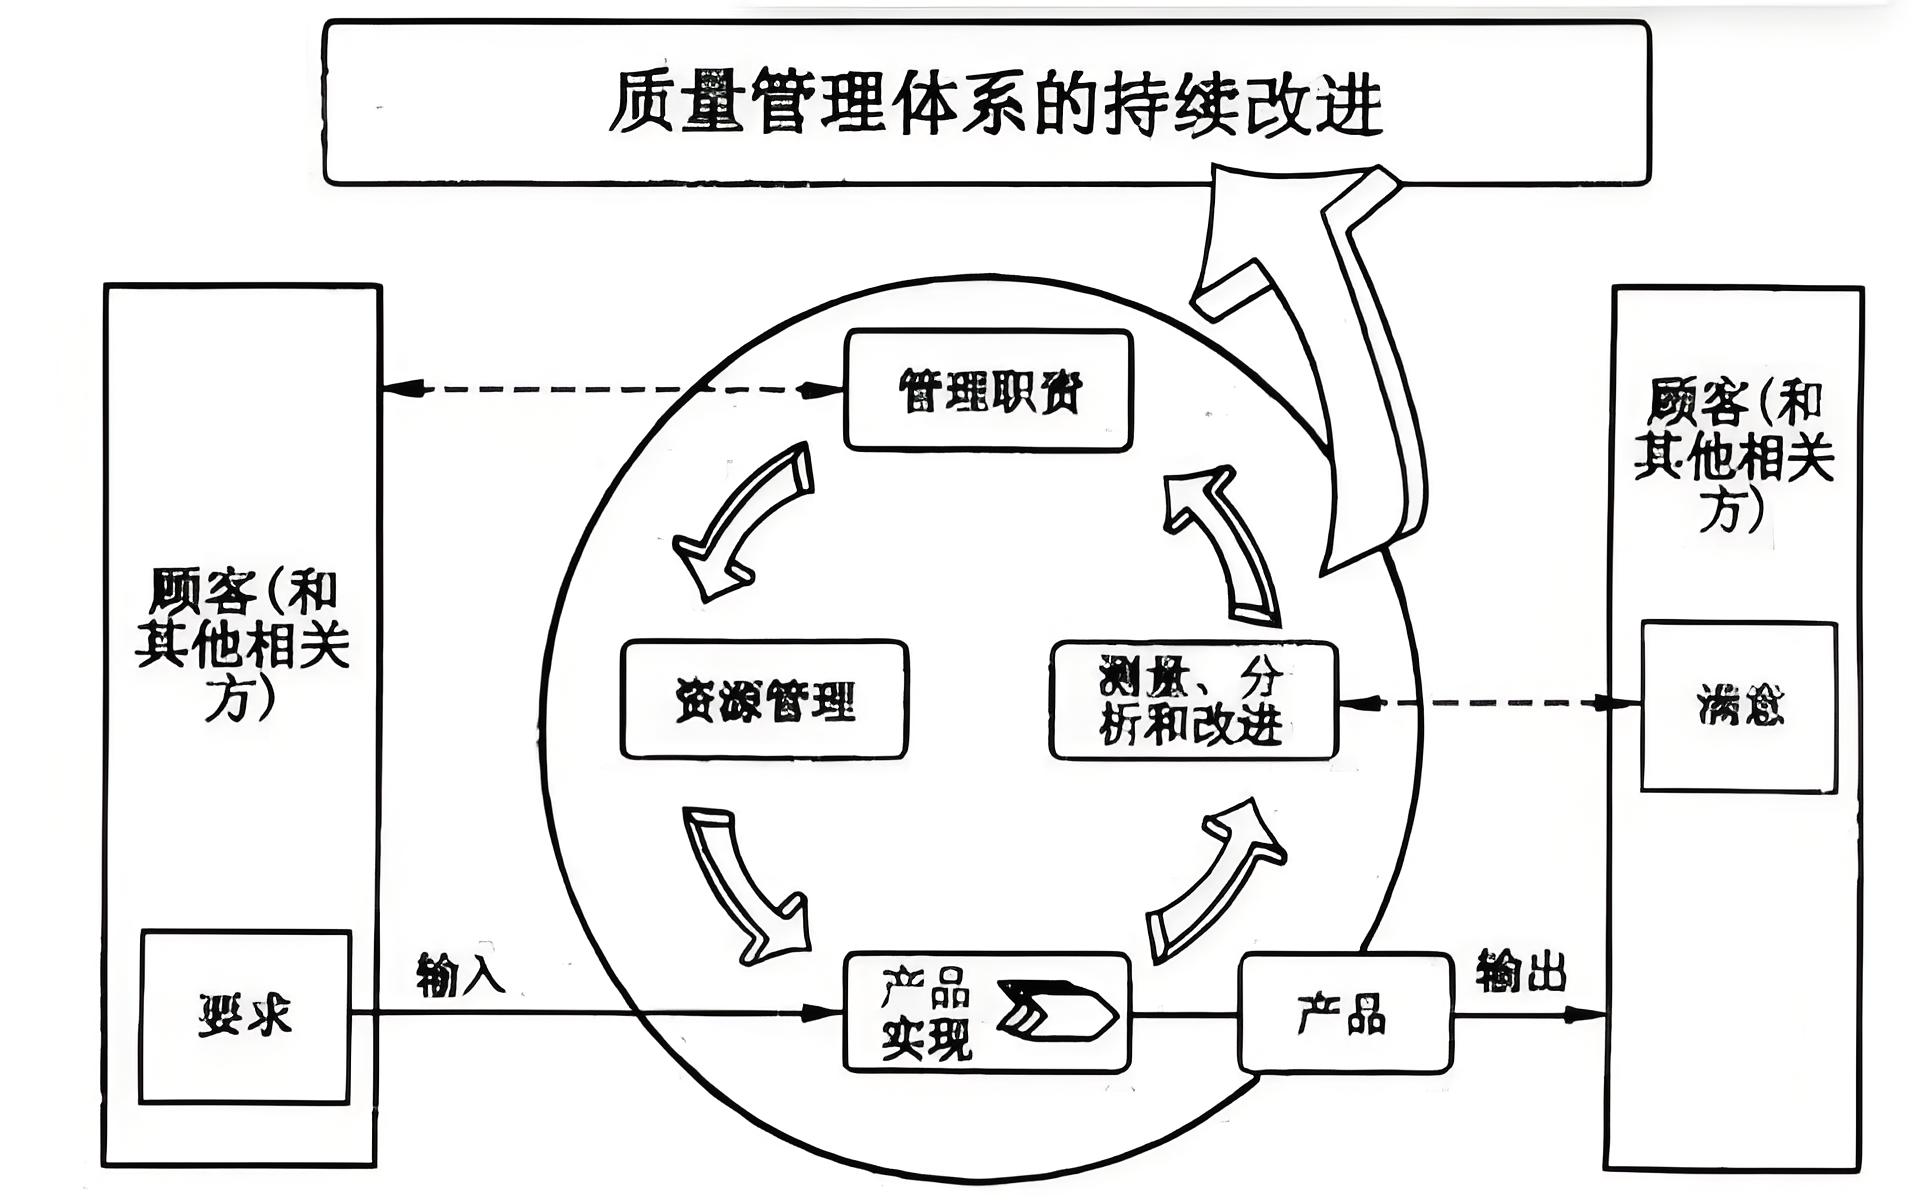 质量管理体系的持续改进
顾客(和
其他相关
方)
要求
输入
管理职责
资源管理
测量、分
析和改进
产品
实现
产品
输出
顾客(和
其他相关
方)
满意